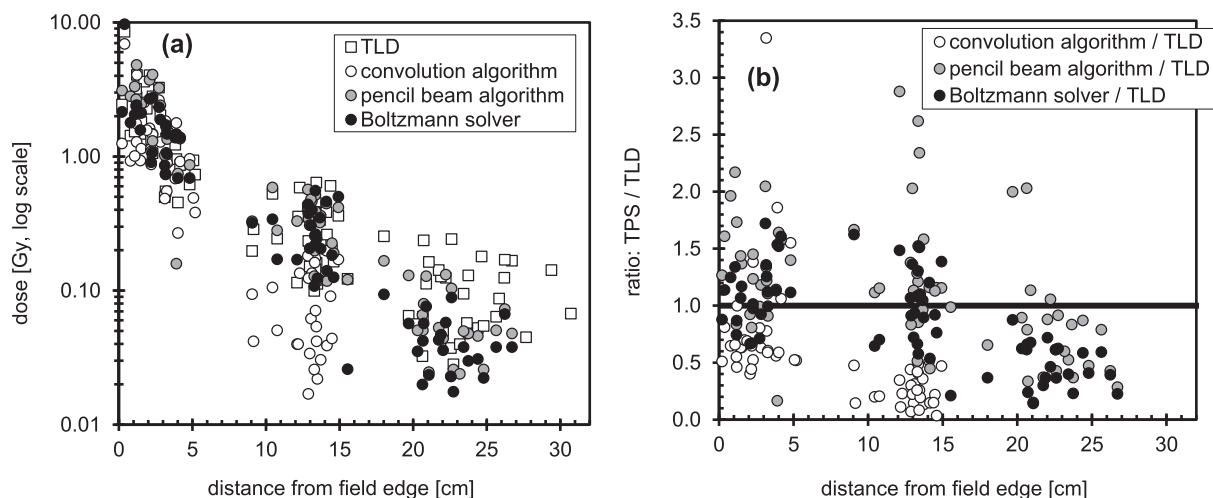 (a)
TLD
convolution algorithm
pencil beam algorithm
Boltzmann solver
10.00
1.00
0.10
0.01
dose [Gy, log scale]
0 5 10 15 20 25 30
distance from field edge [cm]
(b)
convolution algorithm / TLD
pencil beam algorithm / TLD
Boltzmann solver / TLD
3.5
3.0
2.5
2.0
1.5
1.0
0.5
0.0
ratio: TPS / TLD
0 5 10 15 20 25 30
distance from field edge [cm]